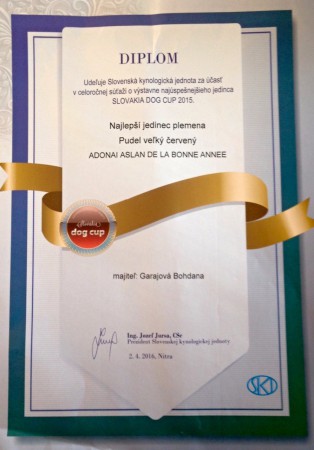 DIPLOM
Udeľuje Slovenská kynologická jednota za účasť
v celoročnej súťaži o výstavne najúspešnejšieho jedinca
SLOVAKIA DOG CUP 2015.
Najlepší jedinec plemena
Pudel veľký červený
ADONAI ASLAN DE LA BONNE ANNEE
Slovakia
dog cup
majiteľ: Garajová Bohdana
Ing. Jozef Jursa, CSc
Prezident Slovenskej kynologickej jednoty
2. 4. 2016, Nitra
SKJ